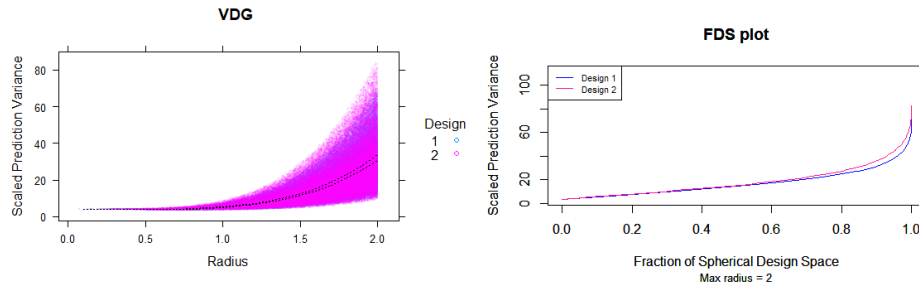 VDG
Scaled Prediction Variance
80
60
40
20
0
0.0 0.5 1.0 1.5 2.0
Radius
Design
1
2
FDS plot
Scaled Prediction Variance
100
60
20
0
Design 1
Design 2
0.0 0.2 0.4 0.6 0.8 1.0
Fraction of Spherical Design Space
Max radius = 2